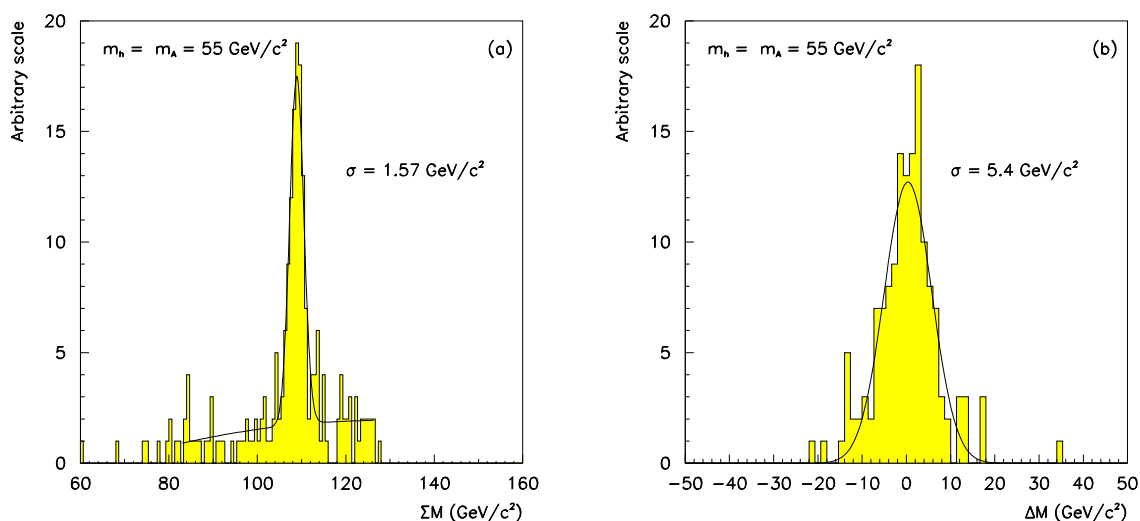 Arbitrary scale
20
15
10
5
0
m_h = m_A = 55 GeV/c²
(a)
σ = 1.57 GeV/c²
60 80 100 120 140 160
ΣM (GeV/c²)
Arbitrary scale
20
15
10
5
0
m_h = m_A = 55 GeV/c²
(b)
σ = 5.4 GeV/c²
−50 −40 −30 −20 −10 0 10 20 30 40 50
ΔM (GeV/c²)